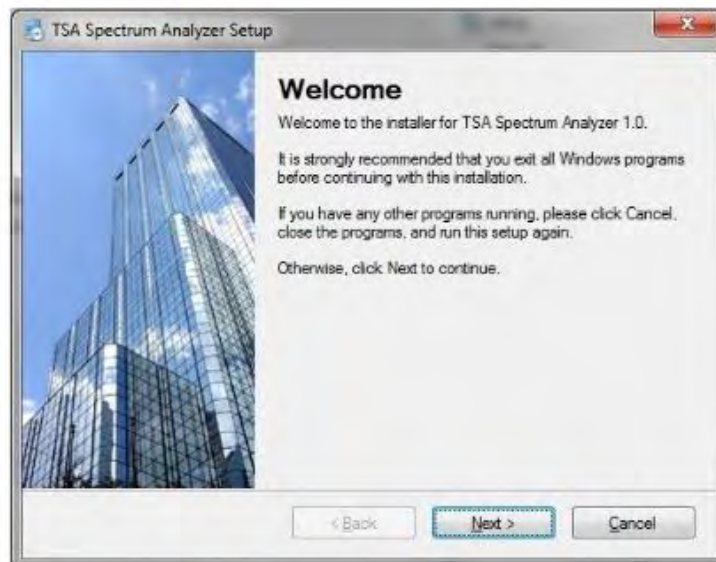 TSA Spectrum Analyzer Setup
Welcome
Welcome to the installer for TSA Spectrum Analyzer 1.0.
It is strongly recommended that you exit all Windows programs
before continuing with this installation.
If you have any other programs running, please click Cancel,
close the programs, and run this setup again.
Otherwise, click Next to continue.
< Back
Next >
Cancel